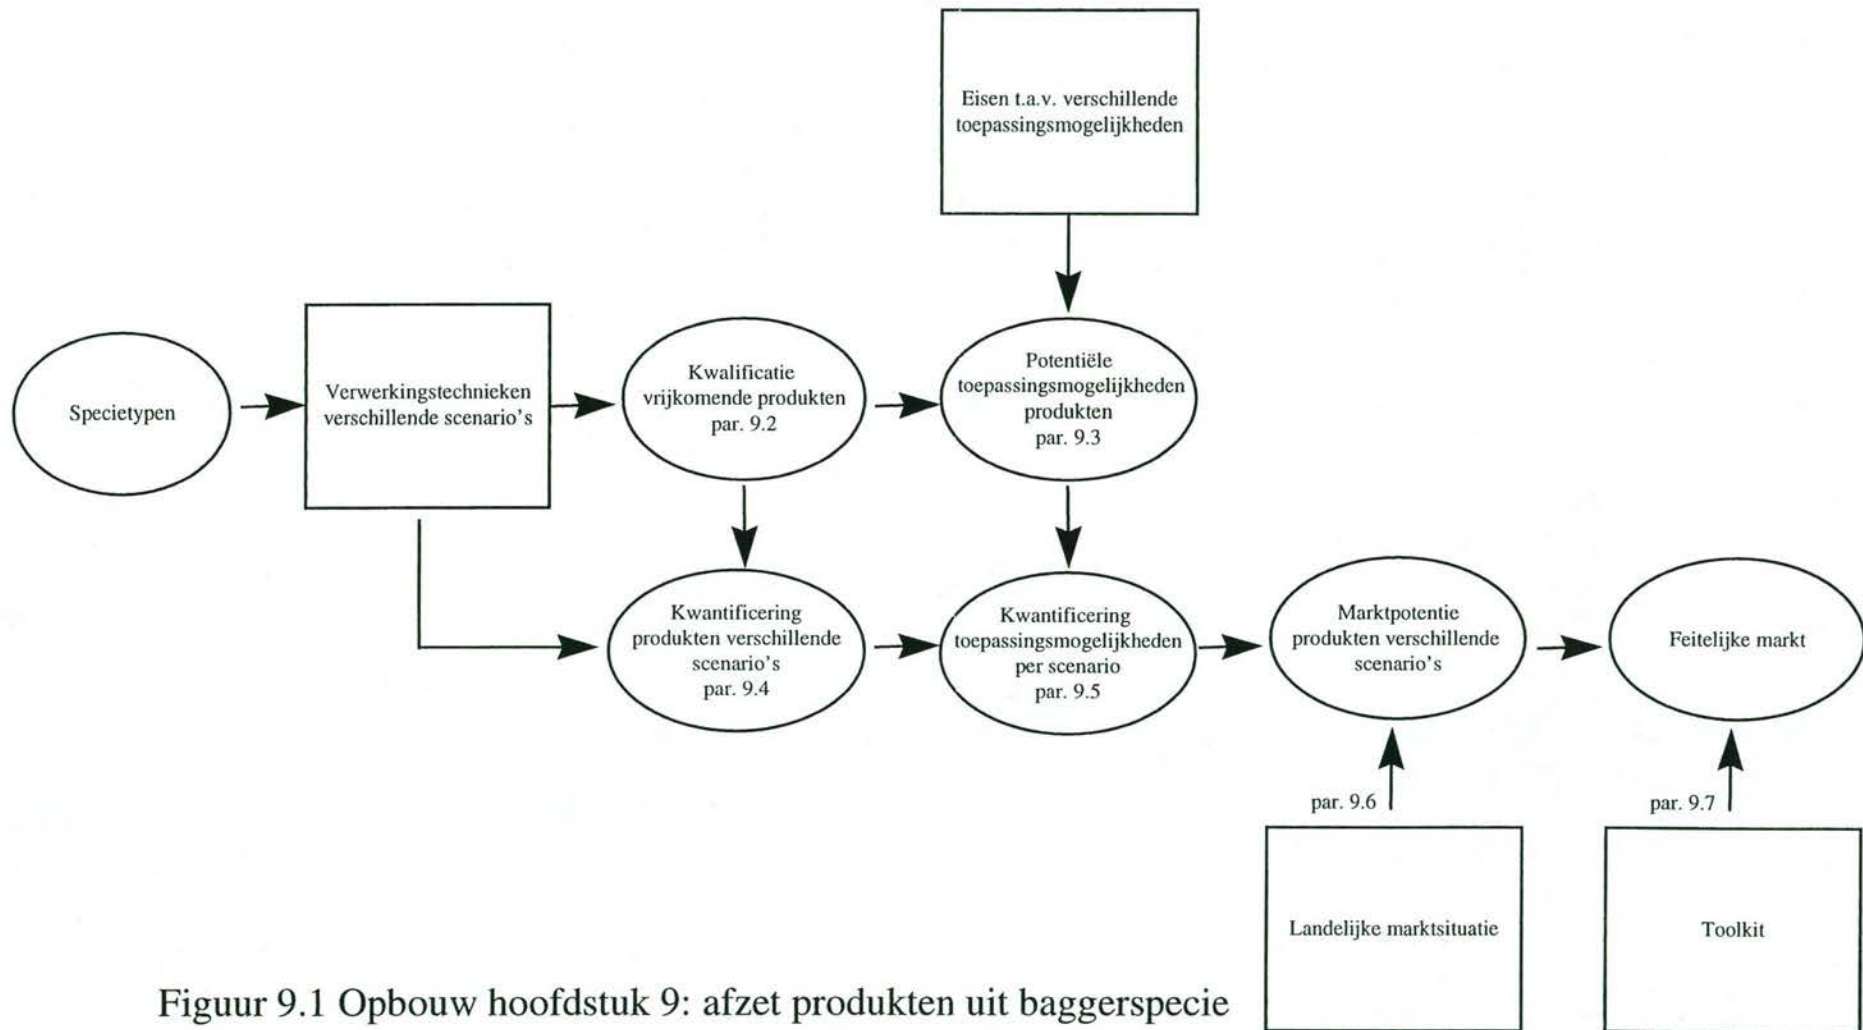 Eisen t.a.v. verschillende
toepassingsmogelijkheden
Specietypen
Verwerkingstechnieken
verschillende scenario's
Kwalificatie
vrijkomende produkten
par. 9.2
Potentiële
toepassingsmogelijkheden
produkten
par. 9.3
Kwantificering
produkten verschillende
scenario's
par. 9.4
Kwantificering
toepassingsmogelijkheden
per scenario
par. 9.5
Marktpotentie
produkten verschillende
scenario's
Feitelijke markt
par. 9.6
par. 9.7
Landelijke marktsituatie
Toolkit
Figuur 9.1 Opbouw hoofdstuk 9: afzet produkten uit baggerspecie